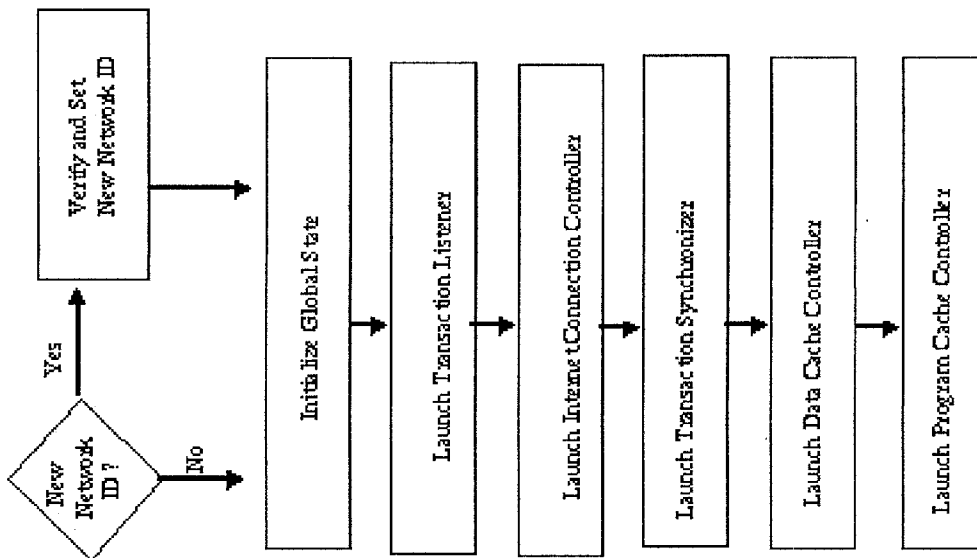 New
Network
ID ?
Yes
Verify and Set
New Network ID
No
Initialize Global State
Launch Transaction Listener
Launch Internet Connection Controller
Launch Transaction Synchronizer
Launch Data Cache Controller
Launch Program Cache Controller